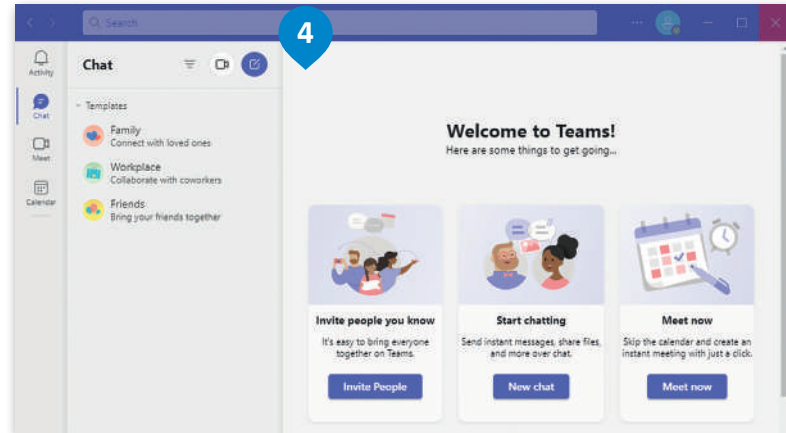 Search
4
Activity
Chat
Meet
Calendar
Chat
Templates
Family
Connect with loved ones
Workplace
Collaborate with coworkers
Friends
Bring your friends together
Welcome to Teams!
Here are some things to get going...
Invite people you know
It's easy to bring everyone
together on Teams.
Invite People
Start chatting
Send instant messages, share files,
and more over chat.
New chat
Meet now
Skip the calendar and create an
instant meeting with just a click.
Meet now